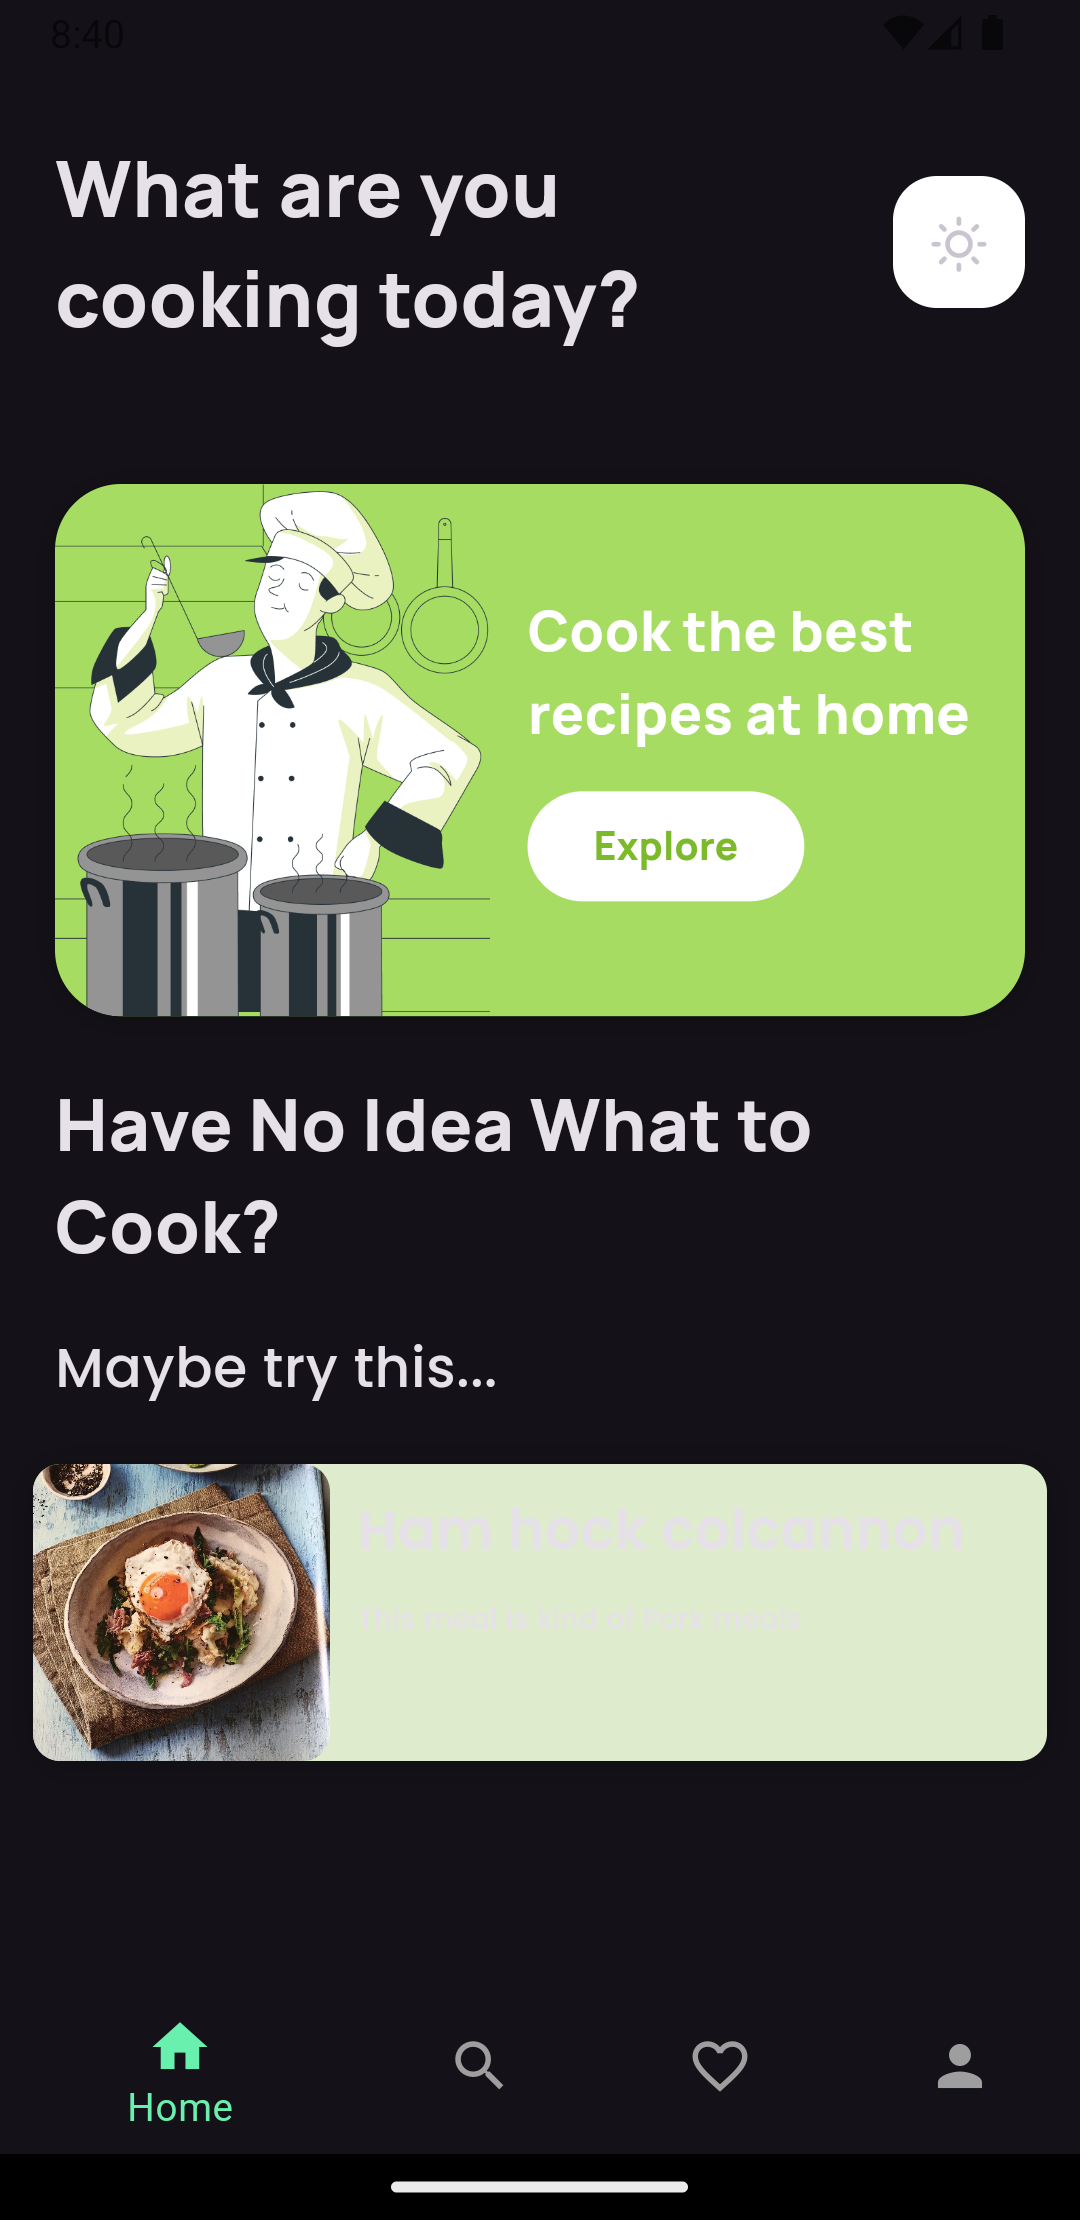 8:40
What are you
cooking today?
Cook the best
recipes at home
Explore
Have No Idea What to
Cook?
Maybe try this...
Ham hock colcannon
This meal is kind of Pork meals
Home